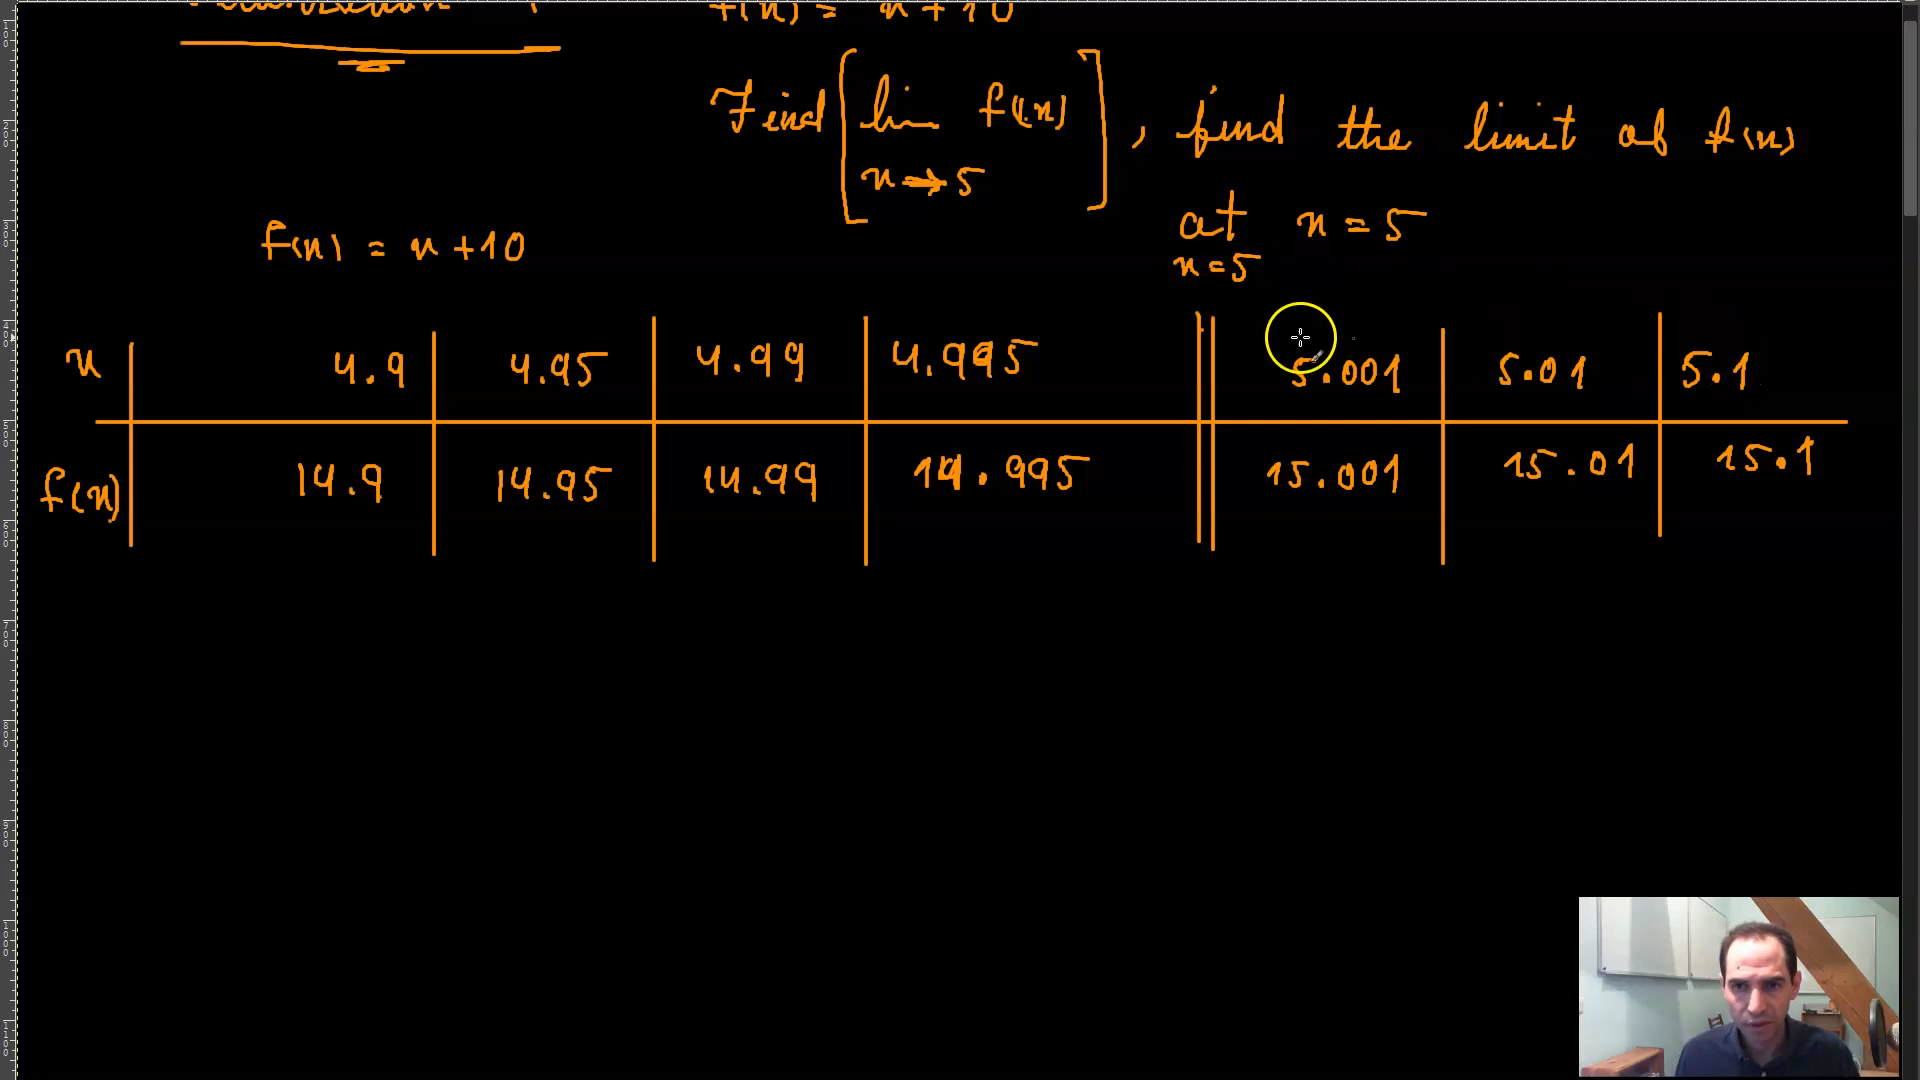 f(x) = x+10
Find [ lim f(x) ] , find the limit of f(x)
x → 5
at x = 5
x = 5
f(x) = x +10
x 4.9 4.95 4.99 4.995 5.001 5.01 5.1
f(x) 14.9 14.95 14.99 14.995 15.001 15.01 15.1